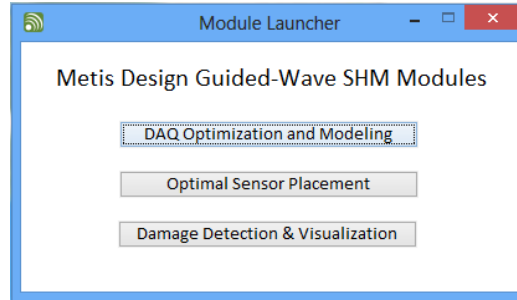 Module Launcher
Metis Design Guided-Wave SHM Modules
DAQ Optimization and Modeling
Optimal Sensor Placement
Damage Detection & Visualization